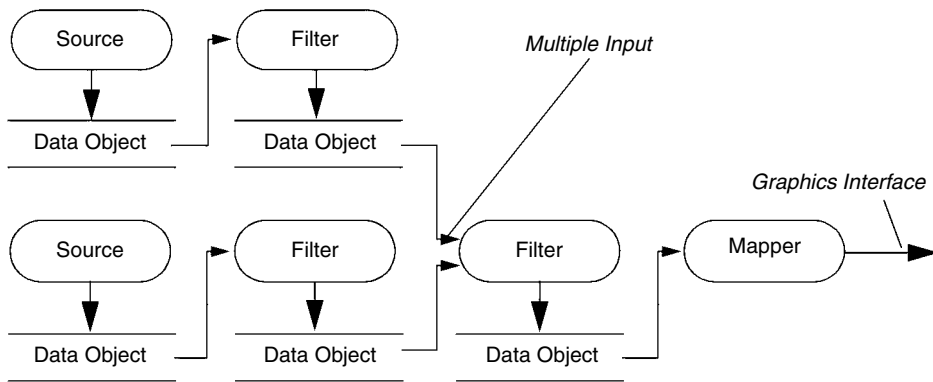 Source
Filter
Multiple Input
Data Object
Data Object
Graphics Interface
Source
Filter
Filter
Mapper
Data Object
Data Object
Data Object